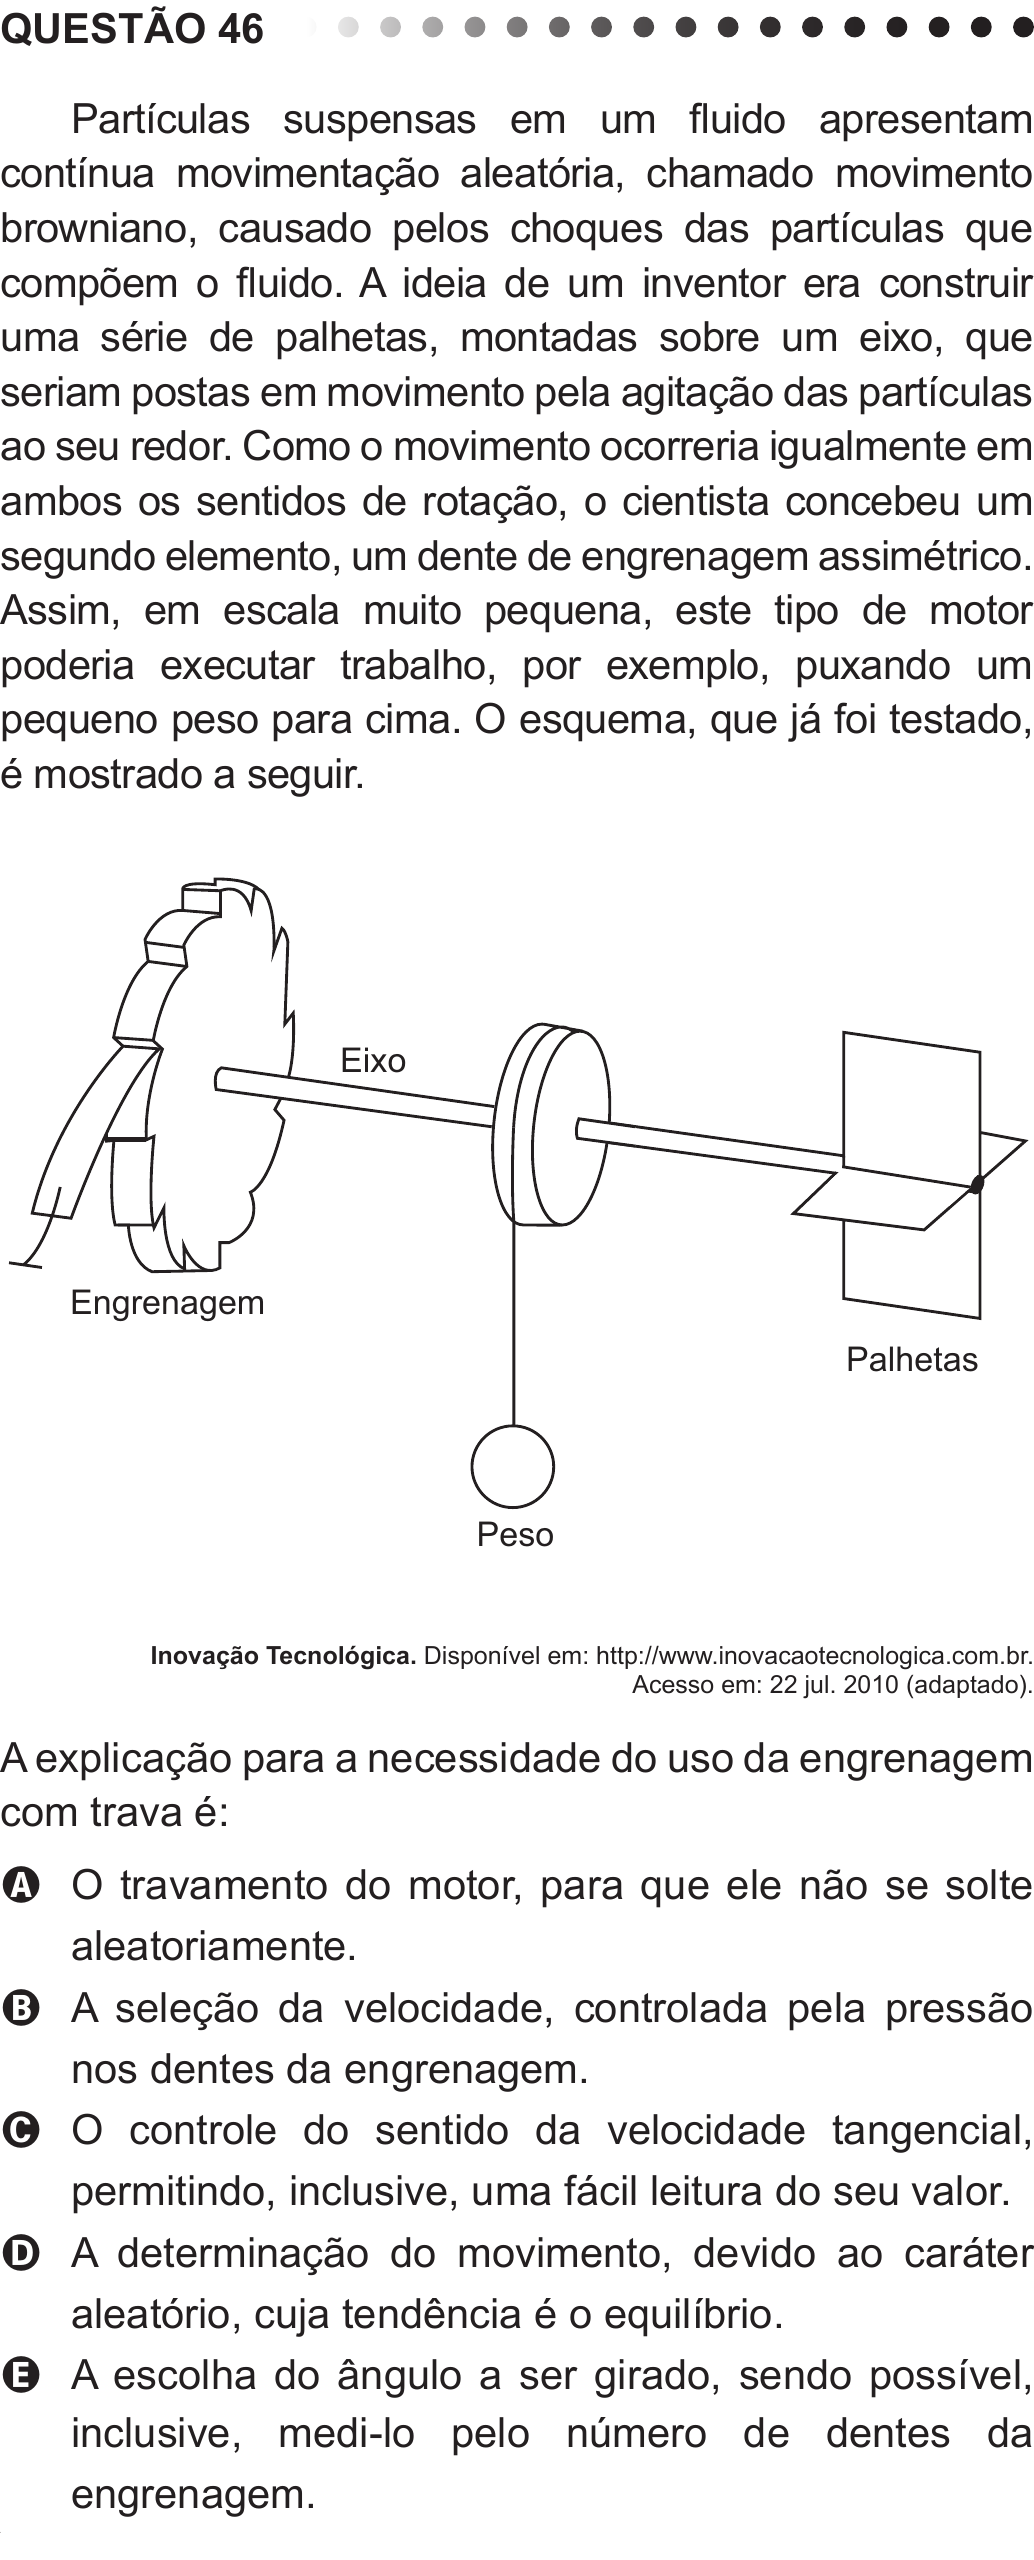 QUESTÃO 46
Partículas suspensas em um fluido apresentam
contínua movimentação aleatória, chamado movimento
browniano, causado pelos choques das partículas que
compõem o fluido. A ideia de um inventor era construir
uma série de palhetas, montadas sobre um eixo, que
seriam postas em movimento pela agitação das partículas
ao seu redor. Como o movimento ocorreria igualmente em
ambos os sentidos de rotação, o cientista concebeu um
segundo elemento, um dente de engrenagem assimétrico.
Assim, em escala muito pequena, este tipo de motor
poderia executar trabalho, por exemplo, puxando um
pequeno peso para cima. O esquema, que já foi testado,
é mostrado a seguir.
Eixo
Engrenagem
Palhetas
Peso
Inovação Tecnológica. Disponível em: http://www.inovacaotecnologica.com.br.
Acesso em: 22 jul. 2010 (adaptado).
A explicação para a necessidade do uso da engrenagem
com trava é:
A O travamento do motor, para que ele não se solte
aleatoriamente.
B A seleção da velocidade, controlada pela pressão
nos dentes da engrenagem.
C O controle do sentido da velocidade tangencial,
permitindo, inclusive, uma fácil leitura do seu valor.
D A determinação do movimento, devido ao caráter
aleatório, cuja tendência é o equilíbrio.
E A escolha do ângulo a ser girado, sendo possível,
inclusive, medi-lo pelo número de dentes da
engrenagem.